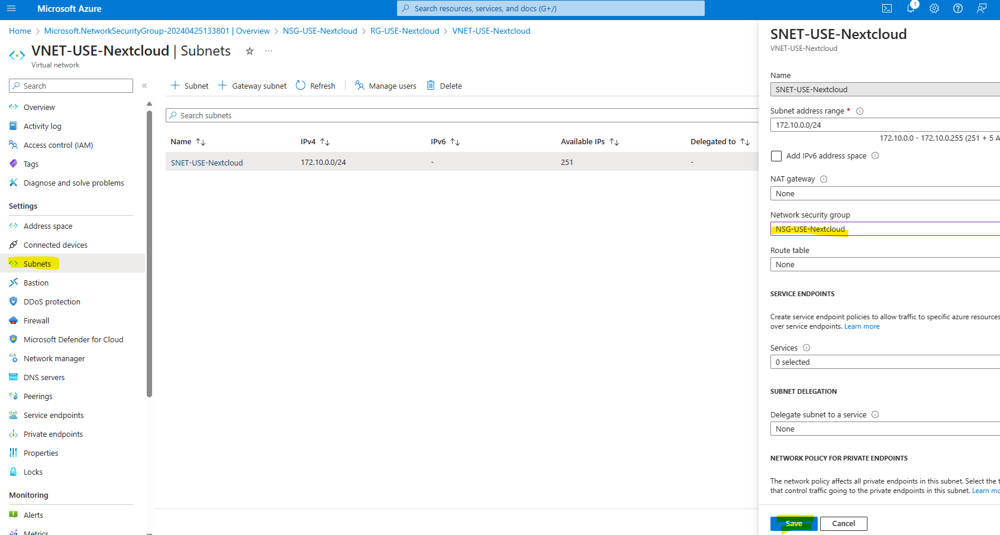 Microsoft Azure
Search resources, services, and docs (G+/)
1
Home > Microsoft.NetworkSecurityGroup-20240425133801 | Overview > NSG-USE-Nextcloud > RG-USE-Nextcloud > VNET-USE-Nextcloud
VNET-USE-Nextcloud | Subnets
Virtual network
Search
Overview
Activity log
Access control (IAM)
Tags
Diagnose and solve problems
Settings
Address space
Connected devices
Subnets
Bastion
DDoS protection
Firewall
Microsoft Defender for Cloud
Network manager
DNS servers
Peerings
Service endpoints
Private endpoints
Properties
Locks
Monitoring
Alerts
Metrics
+ Subnet + Gateway subnet Refresh Manage users Delete
Search subnets
Name IPv4 IPv6 Available IPs Delegated to
SNET-USE-Nextcloud 172.10.0.0/24 - 251 -
SNET-USE-Nextcloud
VNET-USE-Nextcloud
Name
SNET-USE-Nextcloud
Subnet address range *
172.10.0.0/24
172.10.0.0 - 172.10.0.255 (251 + 5 A
Add IPv6 address space
NAT gateway
None
Network security group
NSG-USE-Nextcloud
Route table
None
SERVICE ENDPOINTS
Create service endpoint policies to allow traffic to specific azure resources
over service endpoints. Learn more
Services
0 selected
SUBNET DELEGATION
Delegate subnet to a service
None
NETWORK POLICY FOR PRIVATE ENDPOINTS
The network policy affects all private endpoints in this subnet. Select the t
that control traffic going to the private endpoints in this subnet. Learn mo
Save Cancel